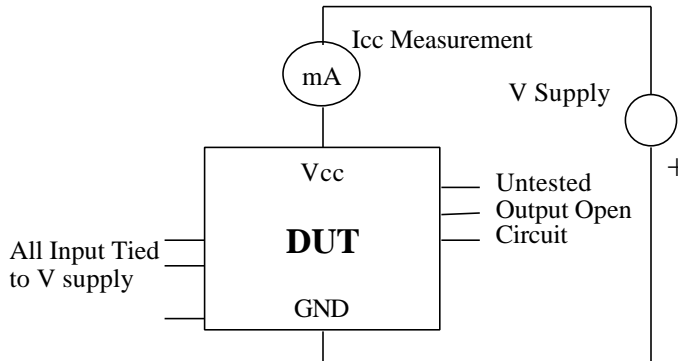 Icc Measurement
mA
V Supply
+
Vcc
Untested
Output Open
Circuit
DUT
All Input Tied
to V supply
GND